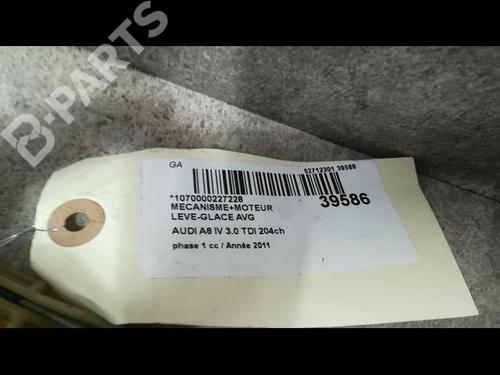 B-PARTS
GA
52712301 39586
*1070000227228
39586
MECANISME+MOTEUR
LEVE-GLACE AVG
AUDI A6 IV 3.0 TDI 204ch
phase 1 cc / Année 2011